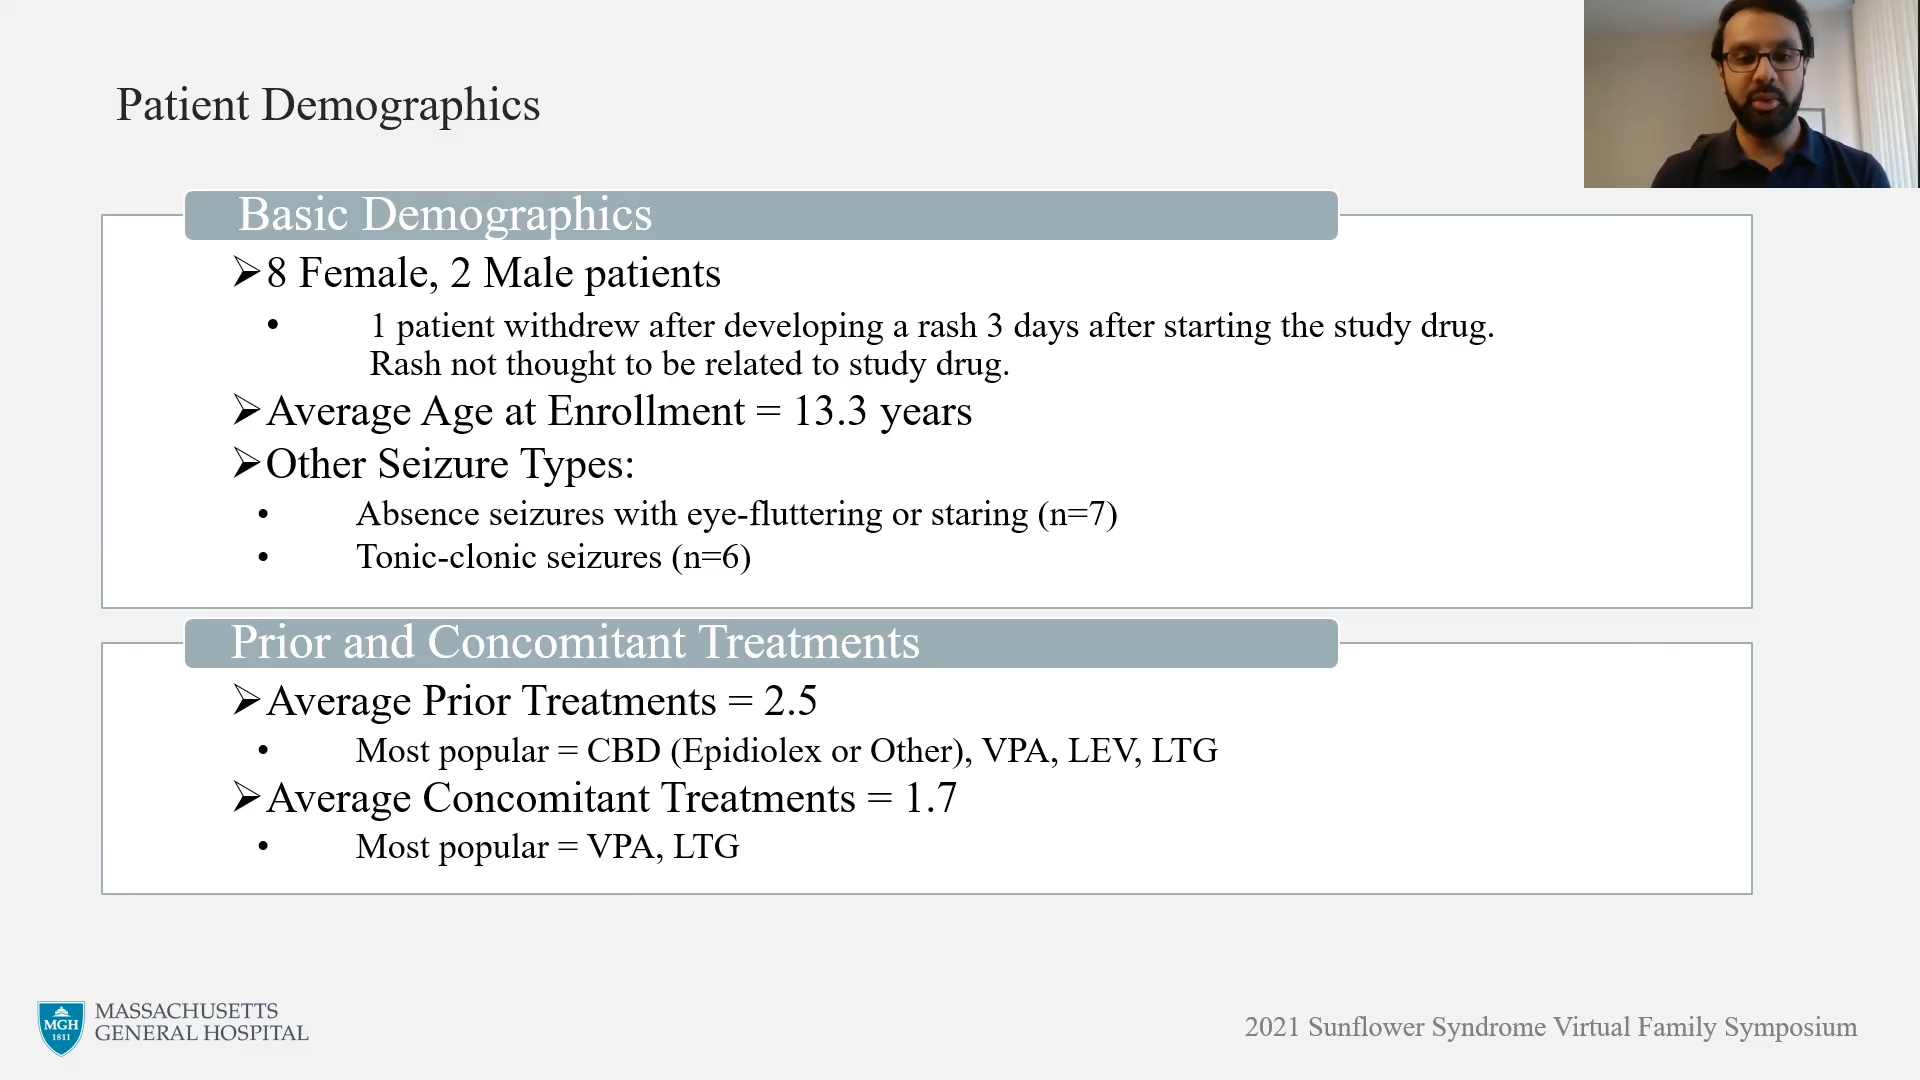 Patient Demographics
Basic Demographics
➢8 Female, 2 Male patients
• 1 patient withdrew after developing a rash 3 days after starting the study drug.
Rash not thought to be related to study drug.
➢Average Age at Enrollment = 13.3 years
➢Other Seizure Types:
• Absence seizures with eye-fluttering or staring (n=7)
• Tonic-clonic seizures (n=6)
Prior and Concomitant Treatments
➢Average Prior Treatments = 2.5
• Most popular = CBD (Epidiolex or Other), VPA, LEV, LTG
➢Average Concomitant Treatments = 1.7
• Most popular = VPA, LTG
MGH
1811
MASSACHUSETTS
GENERAL HOSPITAL
2021 Sunflower Syndrome Virtual Family Symposium